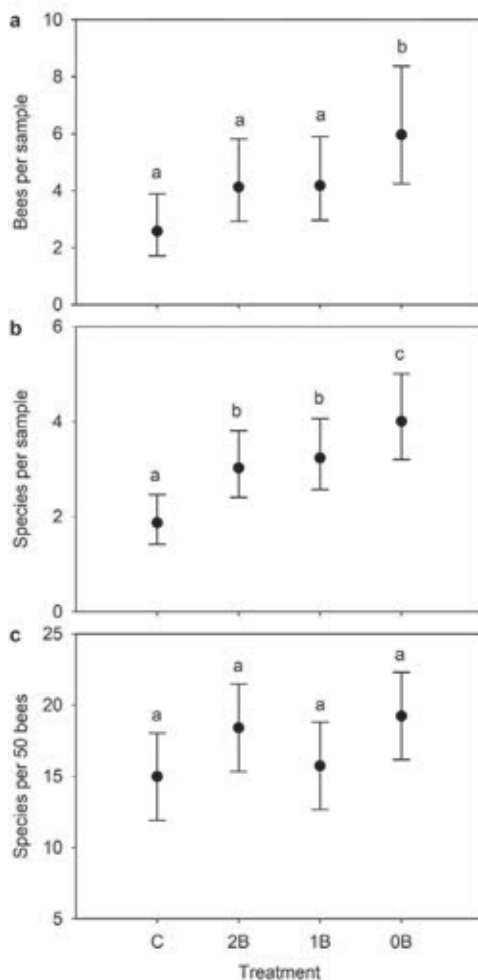 a
10
8
6
4
2
0
Bees per sample
a
a
a
b
b
6
4
2
0
Species per sample
a
b
b
c
c
25
20
15
10
5
Species per 50 bees
a
a
a
a
C
2B
1B
0B
Treatment